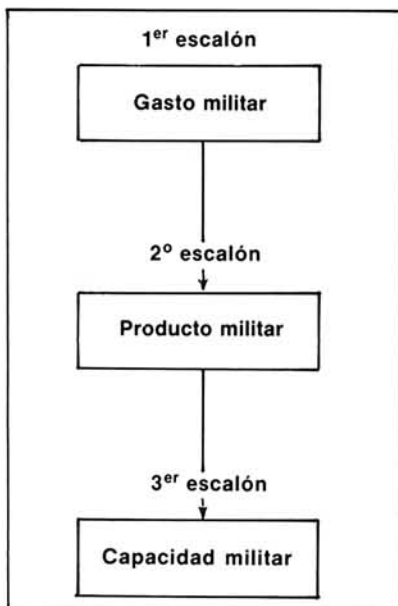 1er escalón
Gasto militar
2º escalón
Producto militar
3er escalón
Capacidad militar